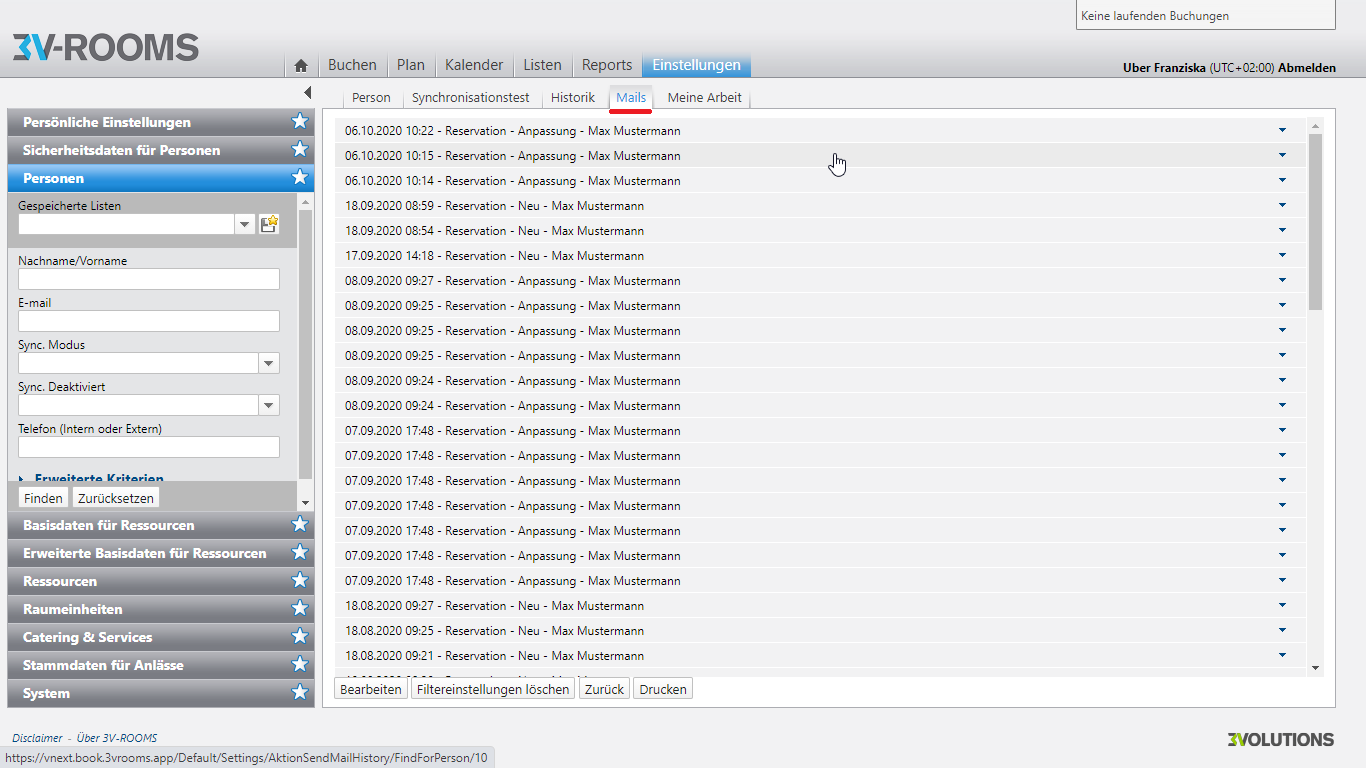 Keine laufenden Buchungen
3V-ROOMS
Buchen Plan Kalender Listen Reports Einstellungen
Uber Franziska (UTC+02:00) Abmelden
Person Synchronisationstest Historik Mails Meine Arbeit
Persönliche Einstellungen
Sicherheitsdaten für Personen
Personen
Gespeicherte Listen
Nachname/Vorname
E-mail
Sync. Modus
Sync. Deaktiviert
Telefon (Intern oder Extern)
Erweiterte Kriterien
Finden Zurücksetzen
Basisdaten für Ressourcen
Erweiterte Basisdaten für Ressourcen
Ressourcen
Raumeinheiten
Catering & Services
Stammdaten für Anlässe
System
06.10.2020 10:22 - Reservation - Anpassung - Max Mustermann
06.10.2020 10:15 - Reservation - Anpassung - Max Mustermann
06.10.2020 10:14 - Reservation - Anpassung - Max Mustermann
18.09.2020 08:59 - Reservation - Neu - Max Mustermann
18.09.2020 08:54 - Reservation - Neu - Max Mustermann
17.09.2020 14:18 - Reservation - Neu - Max Mustermann
08.09.2020 09:27 - Reservation - Anpassung - Max Mustermann
08.09.2020 09:25 - Reservation - Anpassung - Max Mustermann
08.09.2020 09:25 - Reservation - Anpassung - Max Mustermann
08.09.2020 09:25 - Reservation - Anpassung - Max Mustermann
08.09.2020 09:24 - Reservation - Anpassung - Max Mustermann
08.09.2020 09:24 - Reservation - Anpassung - Max Mustermann
07.09.2020 17:48 - Reservation - Anpassung - Max Mustermann
07.09.2020 17:48 - Reservation - Anpassung - Max Mustermann
07.09.2020 17:48 - Reservation - Anpassung - Max Mustermann
07.09.2020 17:48 - Reservation - Anpassung - Max Mustermann
07.09.2020 17:48 - Reservation - Anpassung - Max Mustermann
07.09.2020 17:48 - Reservation - Anpassung - Max Mustermann
07.09.2020 17:48 - Reservation - Anpassung - Max Mustermann
18.08.2020 09:27 - Reservation - Neu - Max Mustermann
18.08.2020 09:25 - Reservation - Neu - Max Mustermann
18.08.2020 09:21 - Reservation - Neu - Max Mustermann
Bearbeiten Filtereinstellungen löschen Zurück Drucken
Disclaimer - Über 3V-ROOMS
3VOLUTIONS
https://vnext.book.3vrooms.app/Default/Settings/AktionSendMailHistory/FindForPerson/10